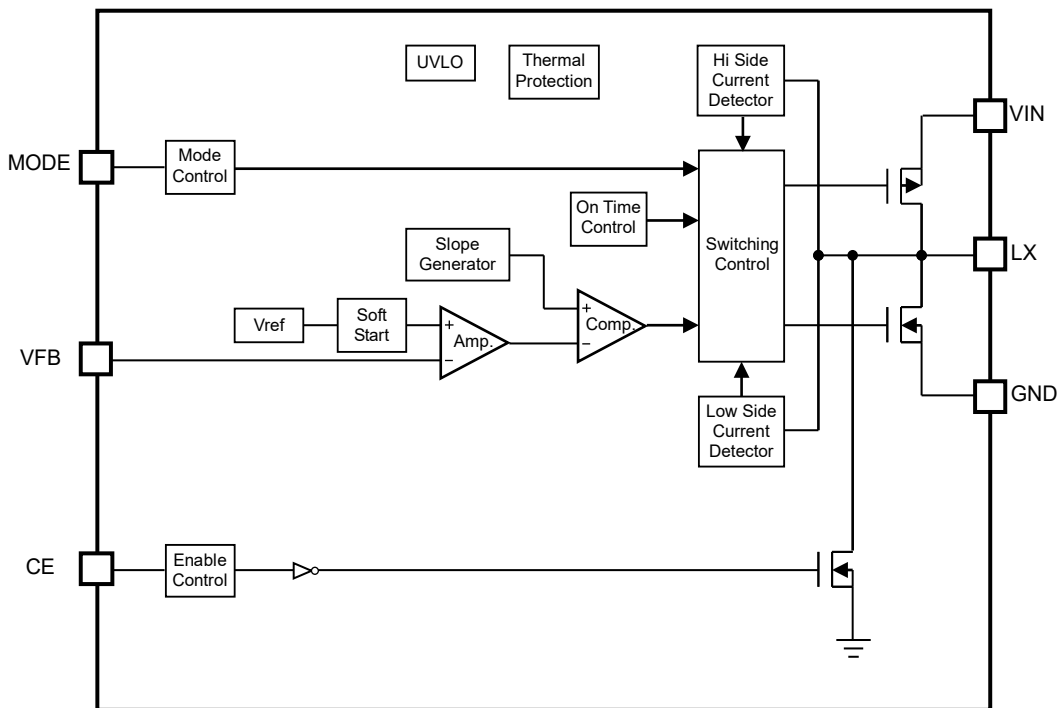 UVLO
Thermal
Protection
Hi Side
Current
Detector
VIN
MODE
Mode
Control
On Time
Control
Slope
Generator
Switching
Control
LX
Vref
Soft
Start
+
−
Amp.
+
−
Comp.
VFB
GND
Low Side
Current
Detector
CE
Enable
Control